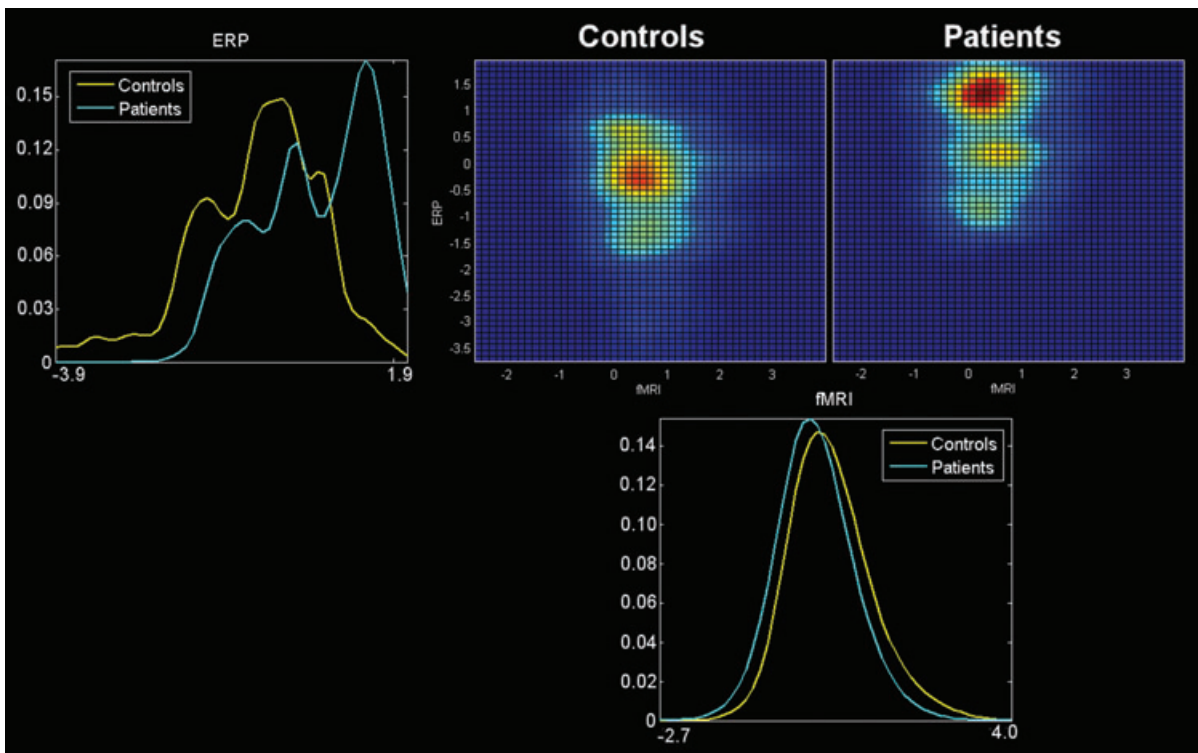 ERP
Controls
Patients
0.15
0.12
0.09
0.06
0.03
0
-3.9
1.9
Controls
Patients
1.5
1
0.5
0
-0.5
-1
-1.5
-2
-2.5
-3
-3.5
ERP
-2 -1 0 1 2 3
fMRI
-2 -1 0 1 2 3
fMRI
fMRI
Controls
Patients
0.14
0.12
0.10
0.08
0.06
0.04
0.02
0
-2.7
4.0